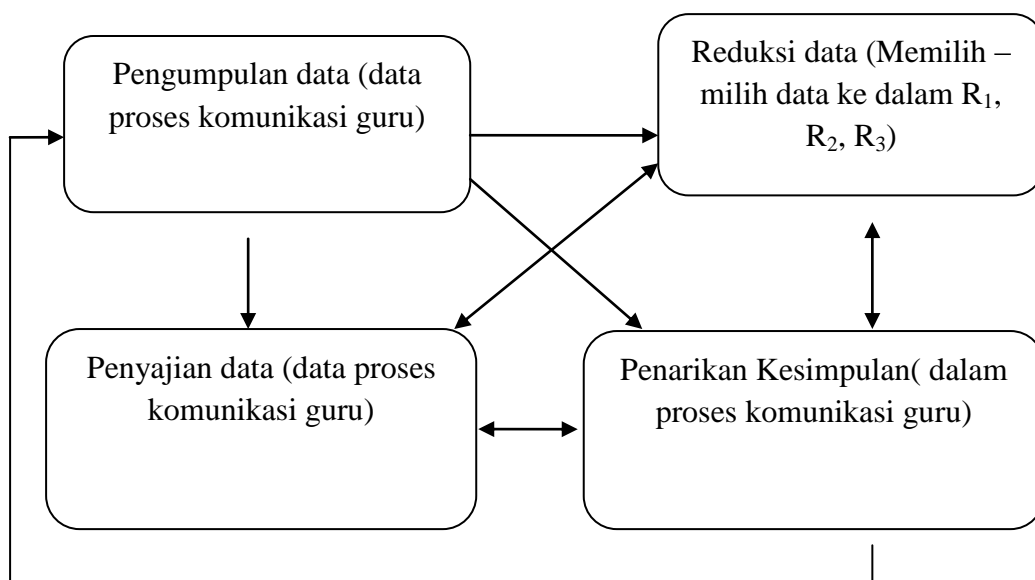 Pengumpulan data (data
proses komunikasi guru)
Reduksi data (Memilih –
milih data ke dalam R₁,
R₂, R₃)
Penyajian data (data proses
komunikasi guru)
Penarikan Kesimpulan( dalam
proses komunikasi guru)